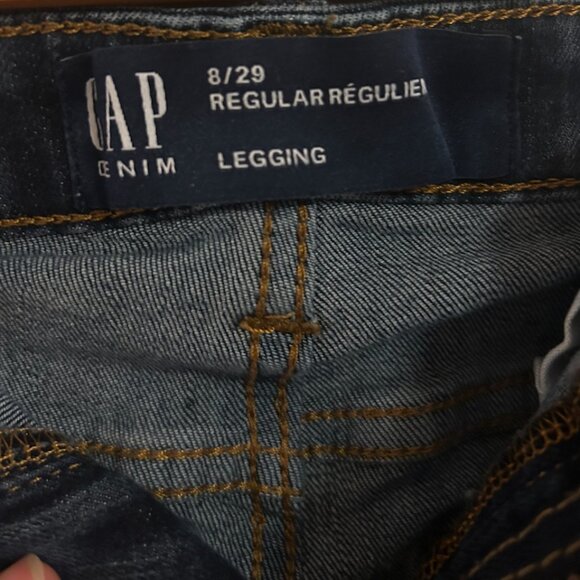 GAP
DENIM
8/29
REGULAR RÉGULIER
LEGGING